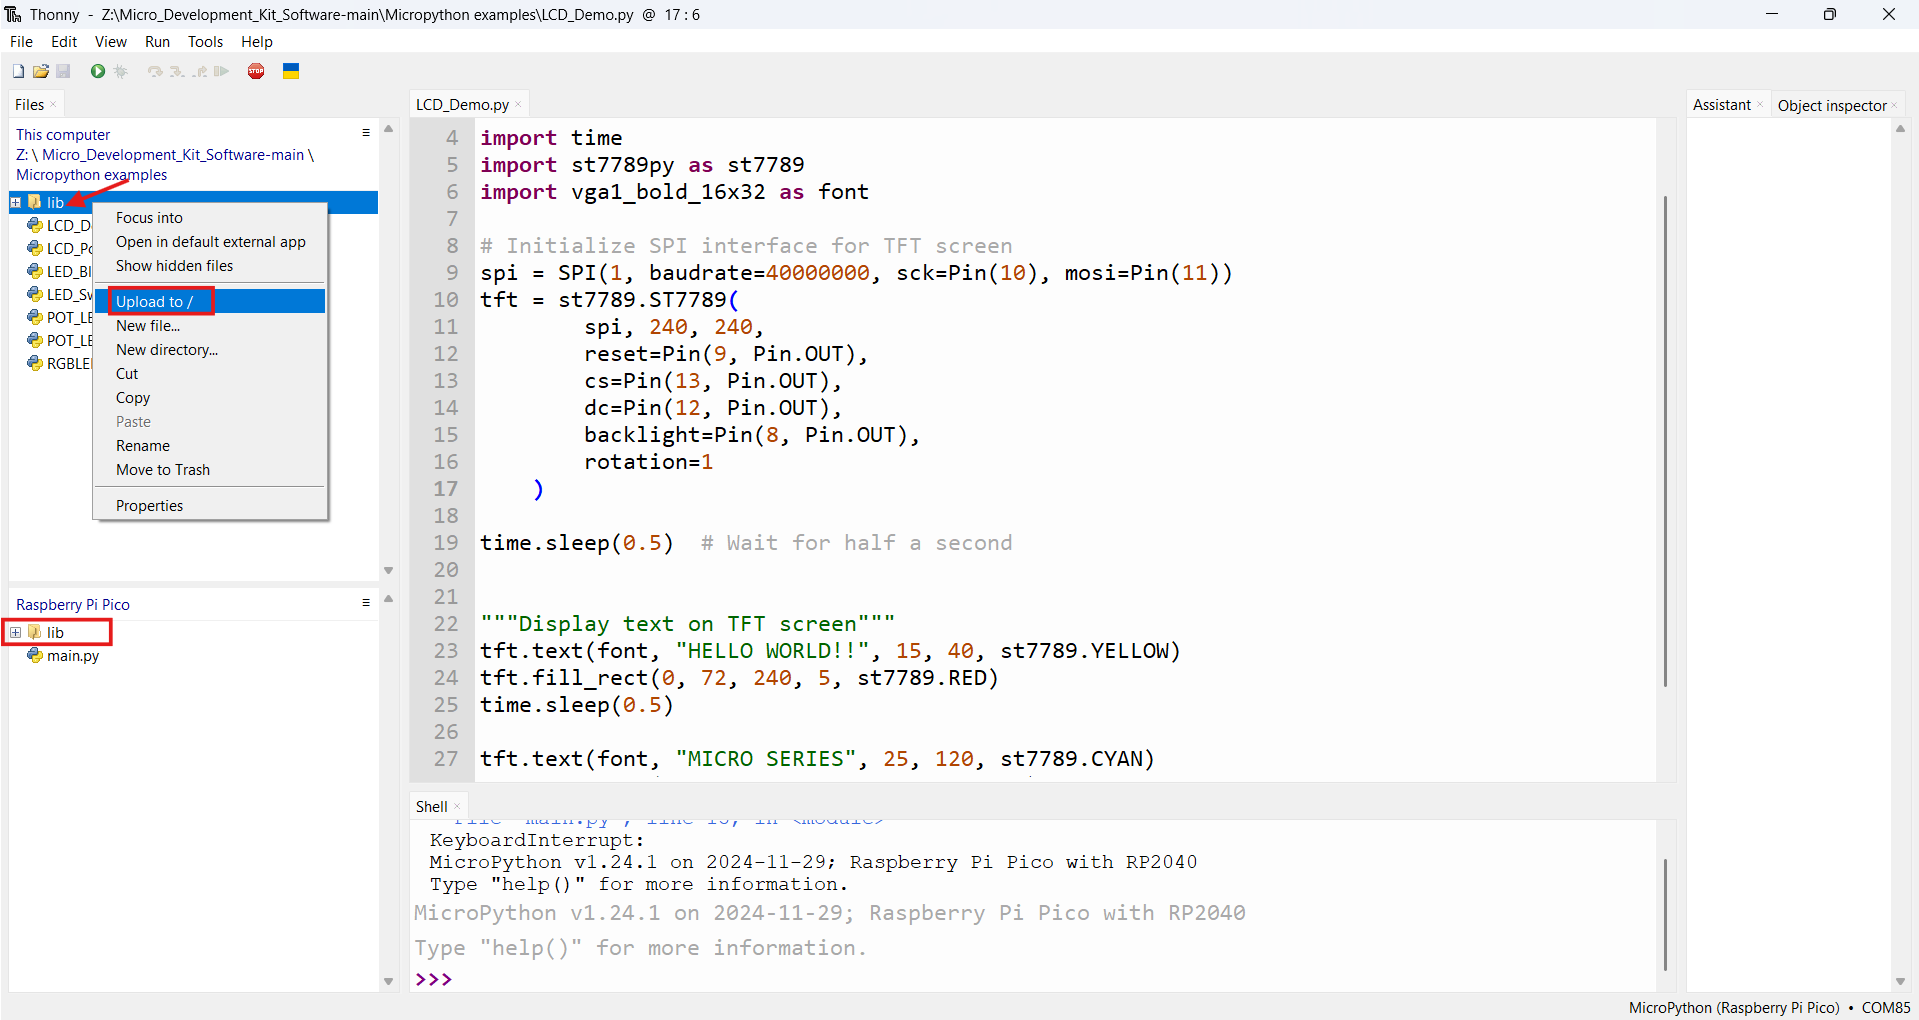 Thonny - Z:\Micro_Development_Kit_Software-main\Micropython examples\LCD_Demo.py @ 17 : 6
File Edit View Run Tools Help
STOP
Files
This computer
Z: \ Micro_Development_Kit_Software-main \
Micropython examples
lib
LCD_D
LCD_Po
LED_Bl
LED_Sw
POT_LE
POT_LE
RGBLE
Focus into
Open in default external app
Show hidden files
Upload to /
New file...
New directory...
Cut
Copy
Paste
Rename
Move to Trash
Properties
Raspberry Pi Pico
lib
main.py
LCD_Demo.py
4 import time
5 import st7789py as st7789
6 import vga1_bold_16x32 as font
7
8 # Initialize SPI interface for TFT screen
9 spi = SPI(1, baudrate=40000000, sck=Pin(10), mosi=Pin(11))
10 tft = st7789.ST7789(
11 spi, 240, 240,
12 reset=Pin(9, Pin.OUT),
13 cs=Pin(13, Pin.OUT),
14 dc=Pin(12, Pin.OUT),
15 backlight=Pin(8, Pin.OUT),
16 rotation=1
17 )
18
19 time.sleep(0.5) # Wait for half a second
20
21
22 """Display text on TFT screen"""
23 tft.text(font, "HELLO WORLD!!", 15, 40, st7789.YELLOW)
24 tft.fill_rect(0, 72, 240, 5, st7789.RED)
25 time.sleep(0.5)
26
27 tft.text(font, "MICRO SERIES", 25, 120, st7789.CYAN)
Shell
KeyboardInterrupt:
MicroPython v1.24.1 on 2024-11-29; Raspberry Pi Pico with RP2040
Type "help()" for more information.
MicroPython v1.24.1 on 2024-11-29; Raspberry Pi Pico with RP2040
Type "help()" for more information.
>>>
Assistant
Object inspector
MicroPython (Raspberry Pi Pico) • COM85